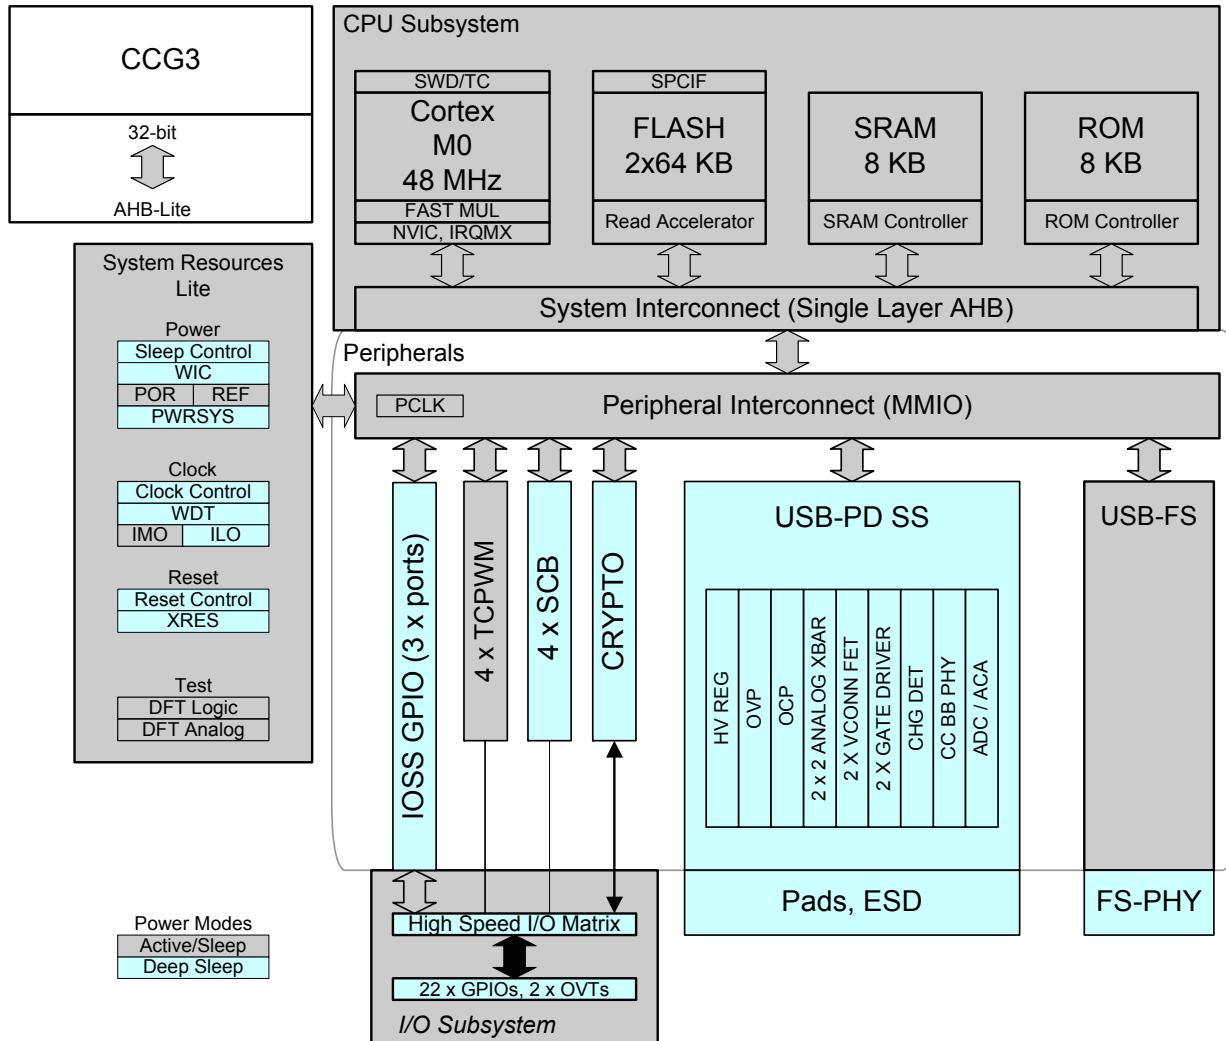 CCG3
32-bit
AHB-Lite
CPU Subsystem
SWD/TC
Cortex
M0
48 MHz
FAST MUL
NVIC, IRQMX
SPCIF
FLASH
2x64 KB
Read Accelerator
SRAM
8 KB
SRAM Controller
ROM
8 KB
ROM Controller
System Interconnect (Single Layer AHB)
System Resources
Lite
Power
Sleep Control
WIC
POR REF
PWRSYS
Clock
Clock Control
WDT
IMO ILO
Reset
Reset Control
XRES
Test
DFT Logic
DFT Analog
Peripherals
PCLK
Peripheral Interconnect (MMIO)
IOSS GPIO (3 x ports)
4 x TCPWM
4 x SCB
CRYPTO
USB-PD SS
HV REG
OVP
OCP
2 x 2 ANALOG XBAR
2 X VCONN FET
2 X GATE DRIVER
CHG DET
CC BB PHY
ADC / ACA
Pads, ESD
USB-FS
FS-PHY
High Speed I/O Matrix
22 x GPIOs, 2 x OVTs
I/O Subsystem
Power Modes
Active/Sleep
Deep Sleep